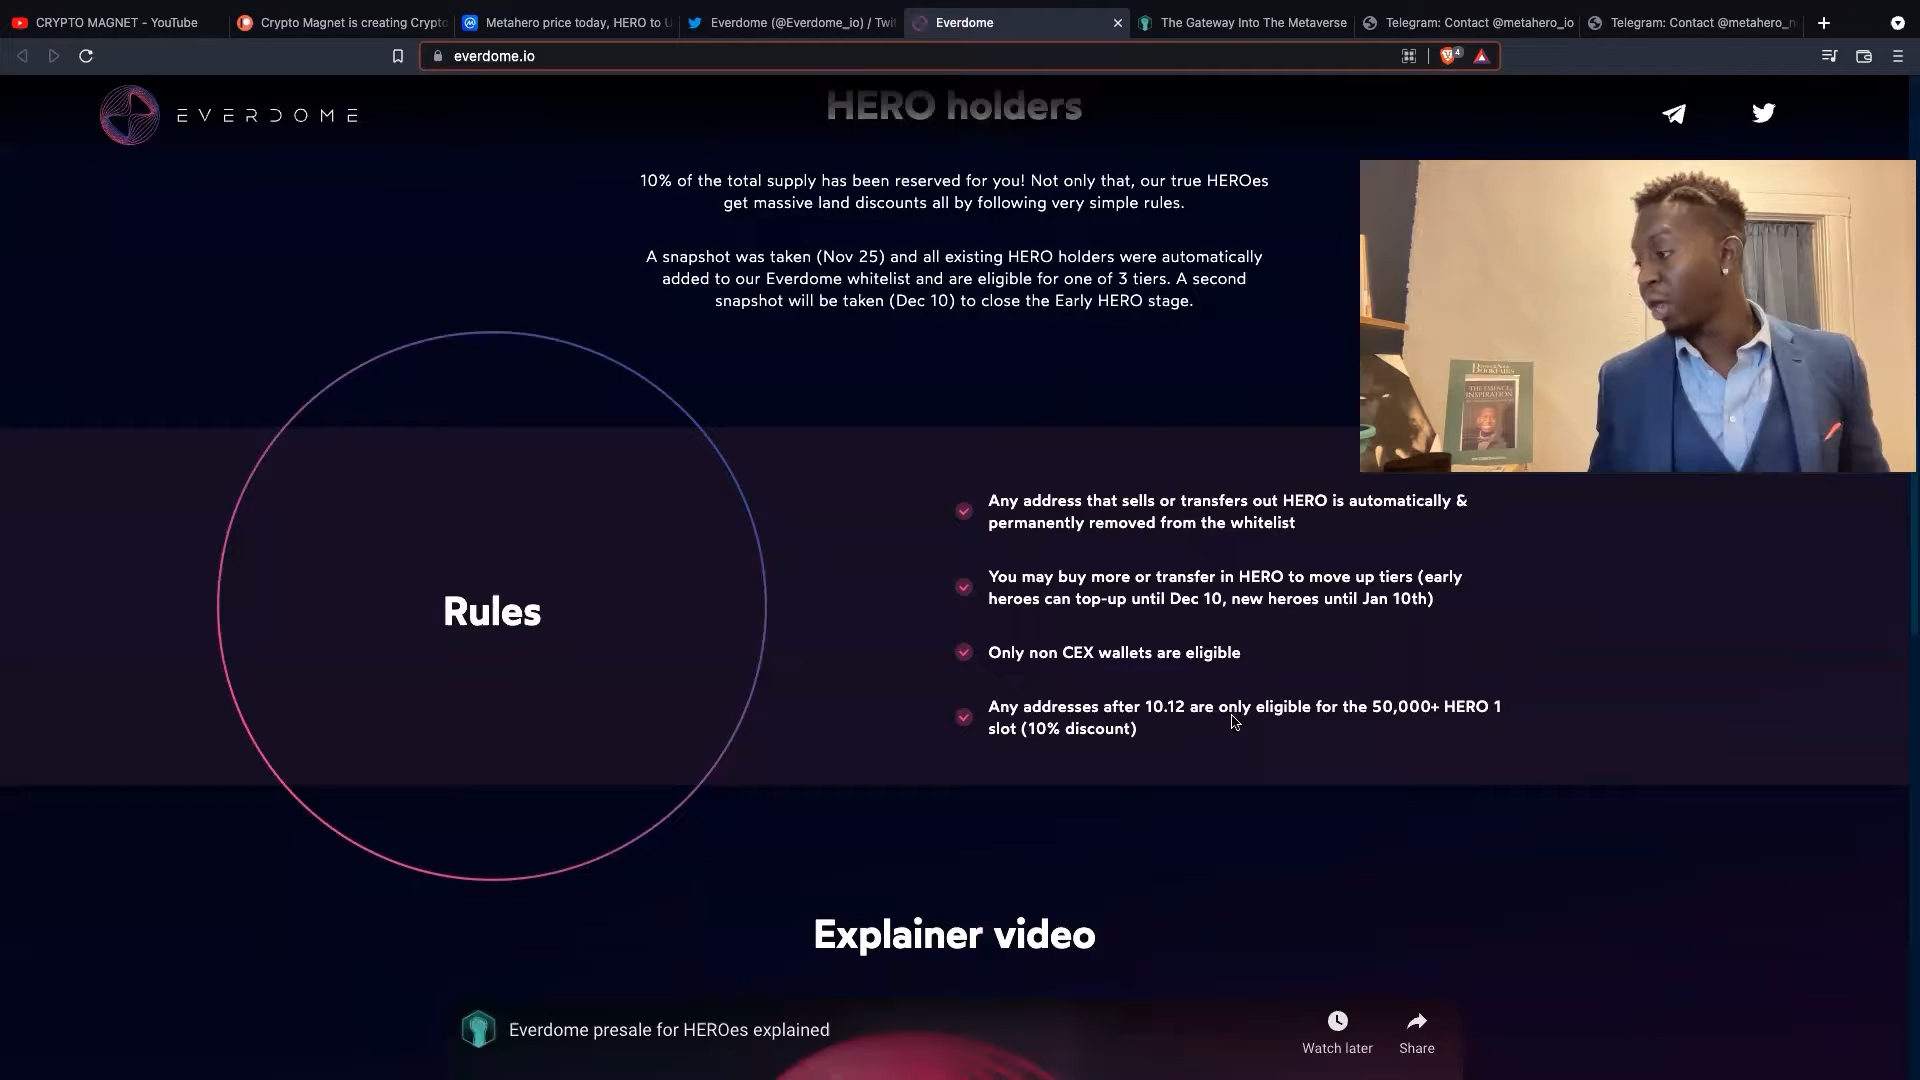 CRYPTO MAGNET - YouTube
Crypto Magnet is creating Crypto
Metahero price today, HERO to U
Everdome (@Everdome_io) / Twit
Everdome
The Gateway Into The Metaverse
Telegram: Contact @metahero_io
Telegram: Contact @metahero_n
everdome.io
4
EVERDOME
HERO holders
10% of the total supply has been reserved for you! Not only that, our true HEROes
get massive land discounts all by following very simple rules.
A snapshot was taken (Nov 25) and all existing HERO holders were automatically
added to our Everdome whitelist and are eligible for one of 3 tiers. A second
snapshot will be taken (Dec 10) to close the Early HERO stage.
THE ESSENCE
INSPIRATION
Rules
Any address that sells or transfers out HERO is automatically &
permanently removed from the whitelist
You may buy more or transfer in HERO to move up tiers (early
heroes can top-up until Dec 10, new heroes until Jan 10th)
Only non CEX wallets are eligible
Any addresses after 10.12 are only eligible for the 50,000+ HERO 1
slot (10% discount)
Explainer video
Everdome presale for HEROes explained
Watch later
Share